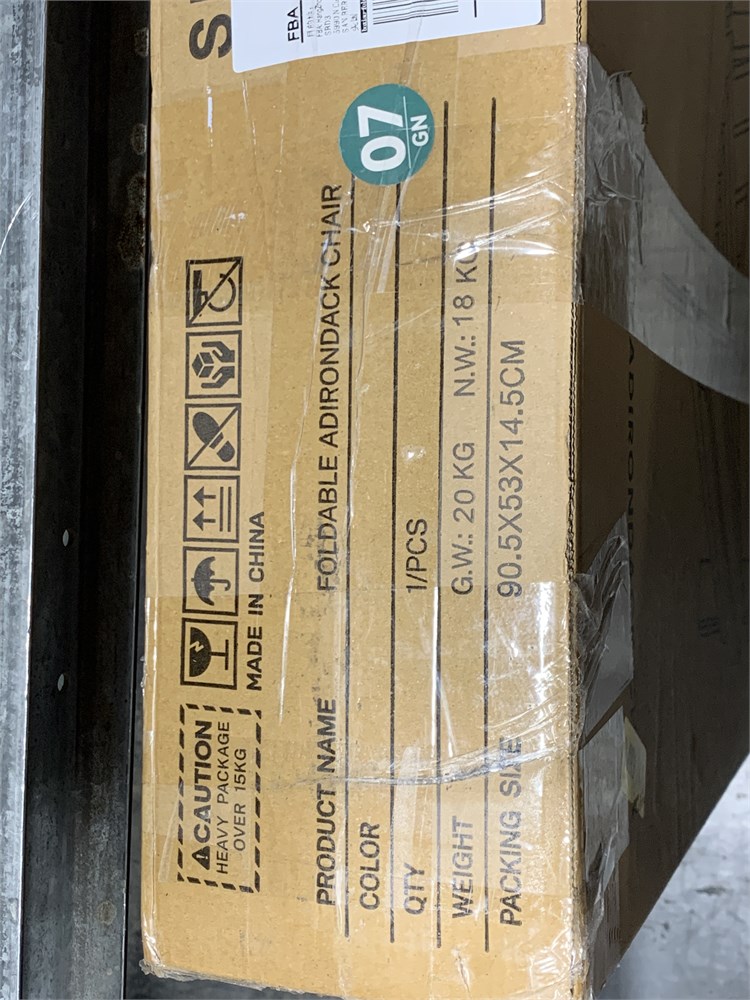 FBA
07
GN
CAUTION
HEAVY PACKAGE
OVER 15KG
MADE IN CHINA
PRODUCT NAME FOLDABLE ADIRONDACK CHAIR
COLOR
QTY 1/PCS
WEIGHT G.W.: 20 KG N.W.: 18 KG
PACKING SIZE 90.5X53X14.5CM
ADIROND